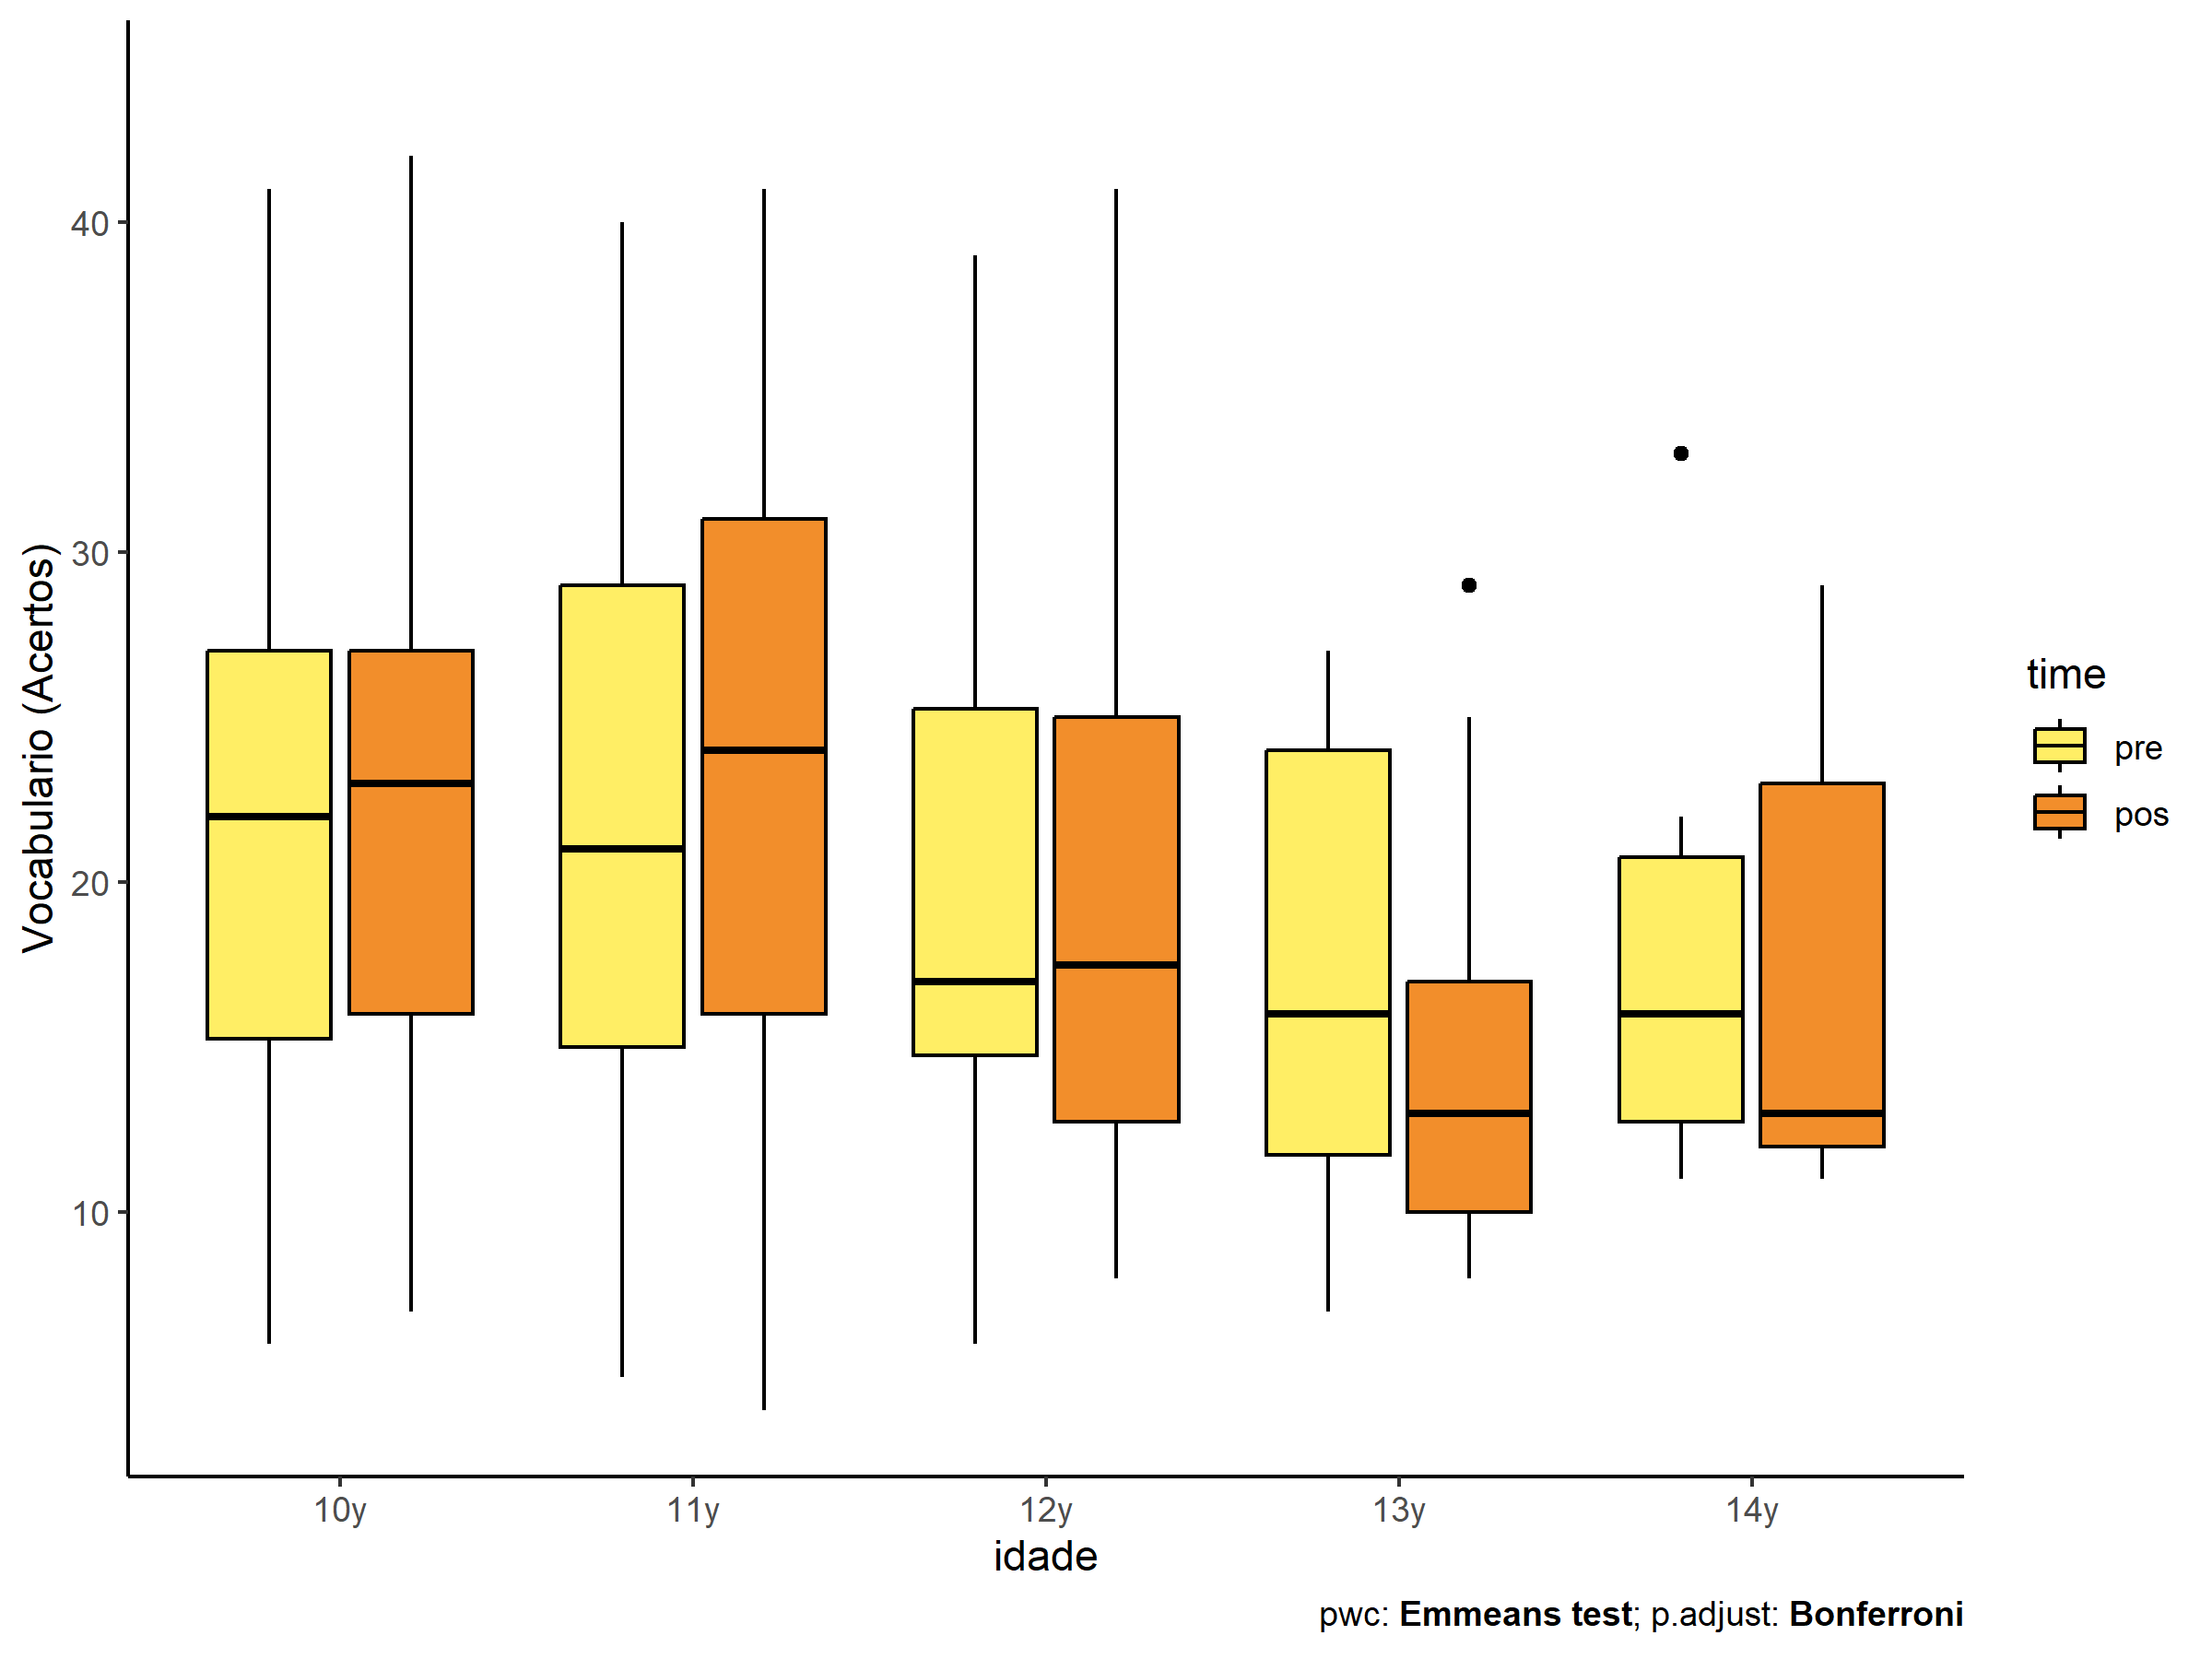 Vocabulario (Acertos)
40
30
20
10
10y
11y
12y
13y
14y
idade
time
pre
pos
pwc: Emmeans test; p.adjust: Bonferroni